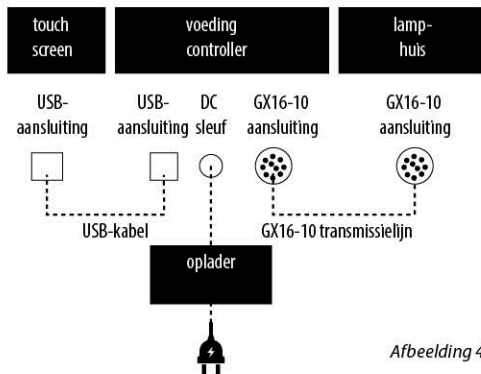 touch
screen
voeding
controller
lamp-
huis
USB-
aansluiting
USB-
aansluiting
DC
sleuf
GX16-10
aansluiting
GX16-10
aansluiting
USB-kabel
GX16-10 transmissielijn
oplader
Afbeelding 4